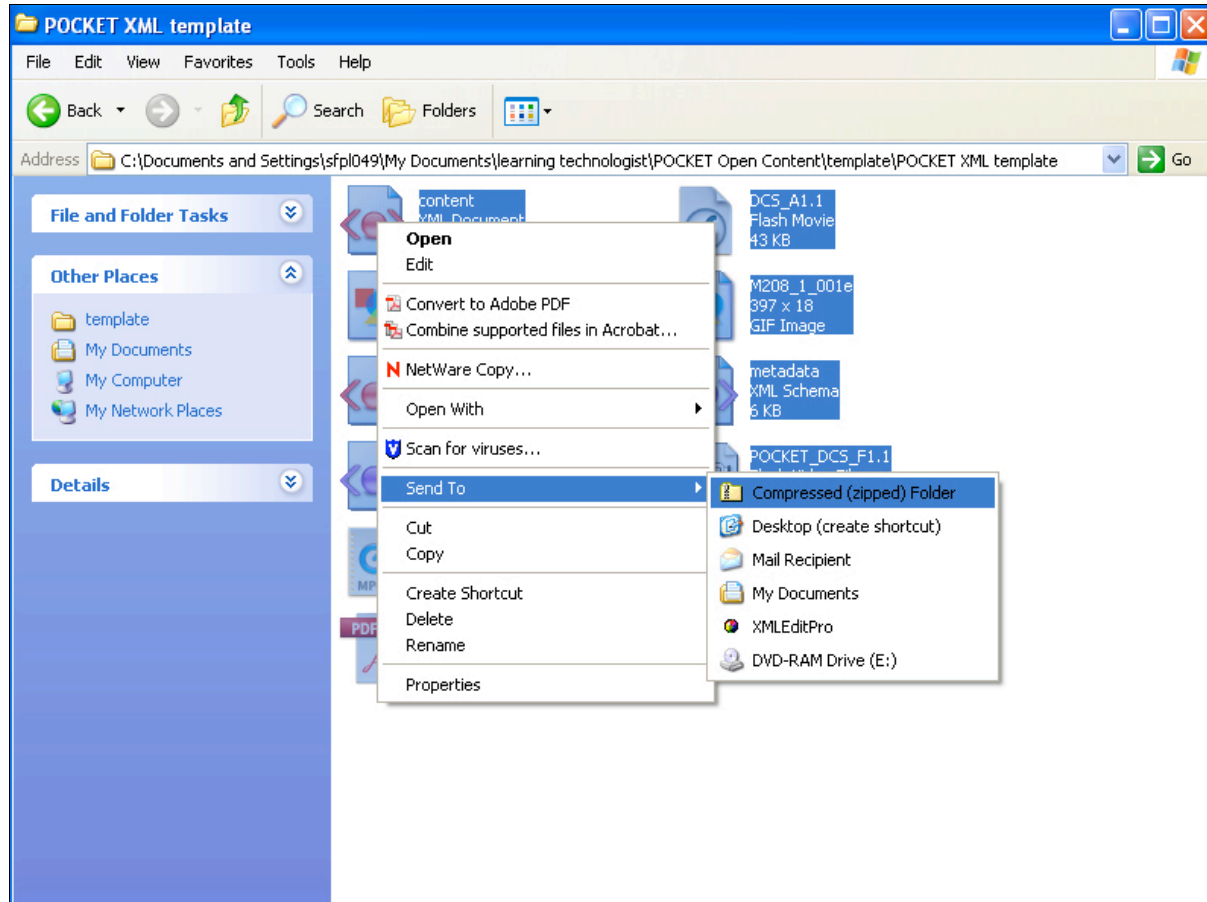 POCKET XML template
File Edit View Favorites Tools Help
Back Search Folders
Address C:\Documents and Settings\sfpl049\My Documents\learning technologist\POCKET Open Content\template\POCKET XML template Go
File and Folder Tasks
Other Places
template
My Documents
My Computer
My Network Places
Details
content
XML Document
DCS_A1.1
Flash Movie
43 KB
M208_1_001e
397 x 18
GIF Image
metadata
XML Schema
6 KB
POCKET_DCS_F1.1
MP
PDF
Open
Edit
Convert to Adobe PDF
Combine supported files in Acrobat...
NetWare Copy...
Open With
Scan for viruses...
Send To
Cut
Copy
Create Shortcut
Delete
Rename
Properties
Compressed (zipped) Folder
Desktop (create shortcut)
Mail Recipient
My Documents
XMLEditPro
DVD-RAM Drive (E:)